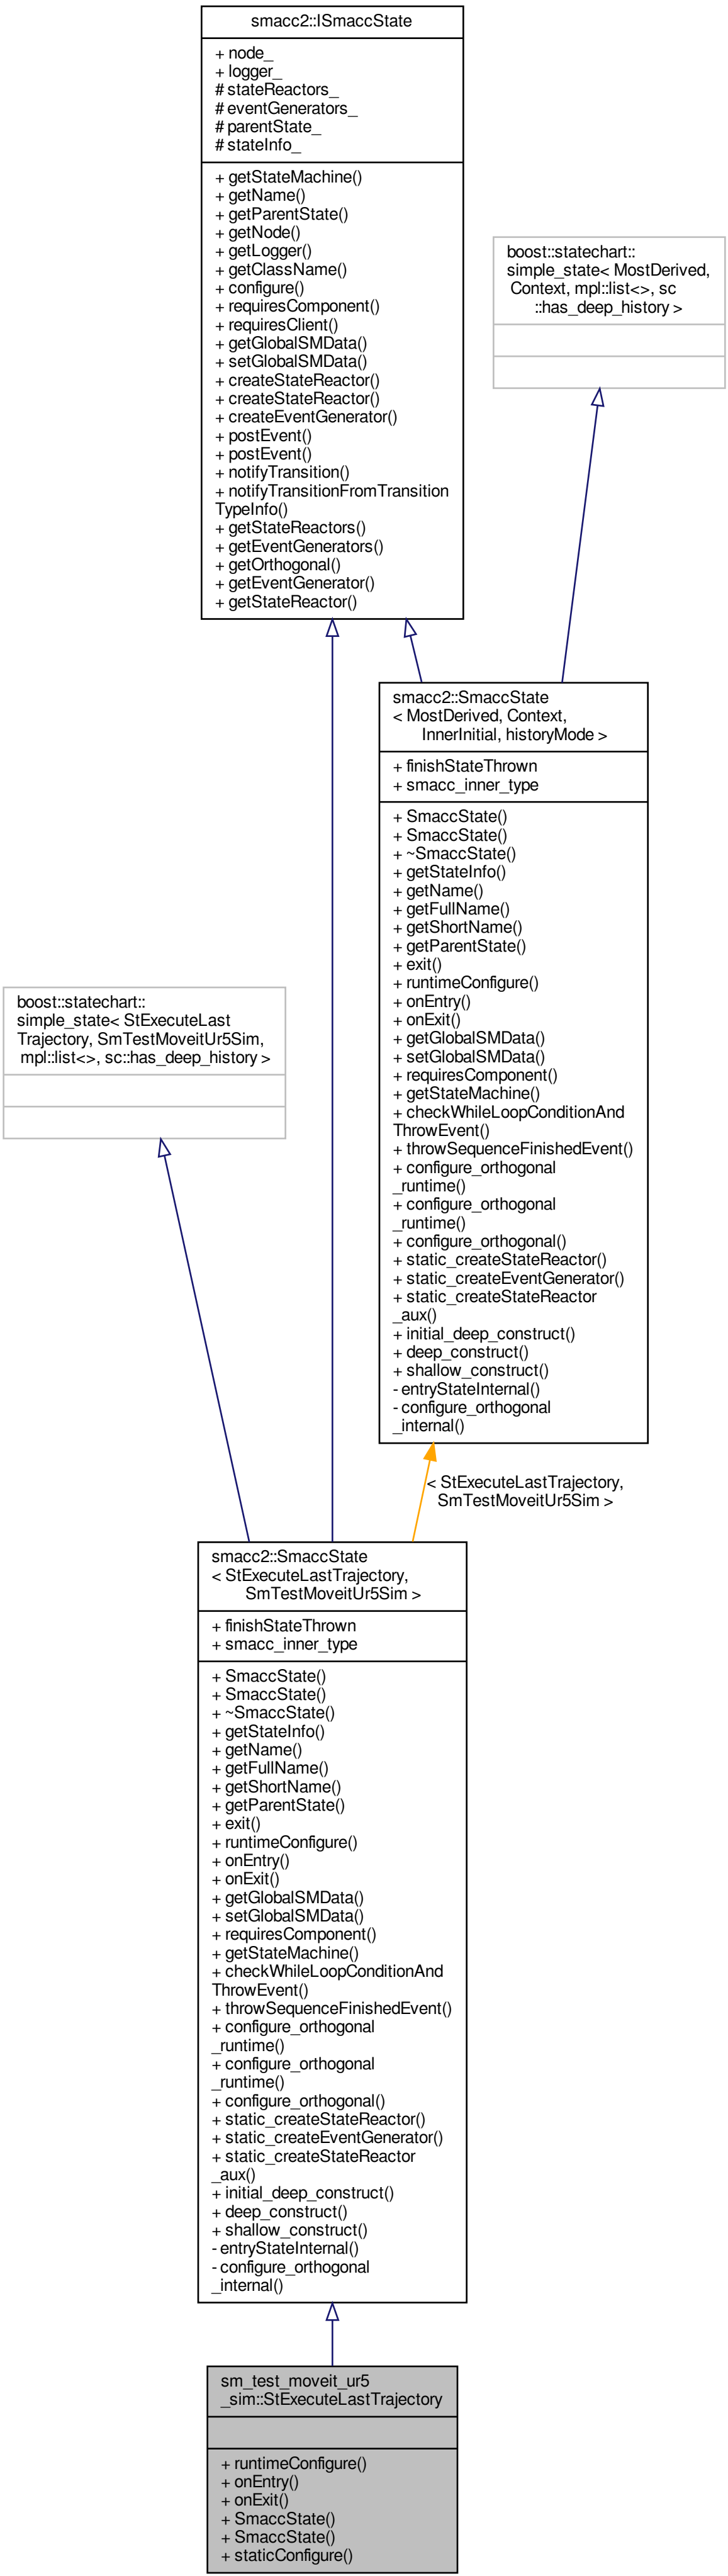 smacc2::ISmaccState
+ node_
+ logger_
# stateReactors_
# eventGenerators_
# parentState_
# stateInfo_
+ getStateMachine()
+ getName()
+ getParentState()
+ getNode()
+ getLogger()
+ getClassName()
+ configure()
+ requiresComponent()
+ requiresClient()
+ getGlobalSMData()
+ setGlobalSMData()
+ createStateReactor()
+ createStateReactor()
+ createEventGenerator()
+ postEvent()
+ postEvent()
+ notifyTransition()
+ notifyTransitionFromTransition
TypeInfo()
+ getStateReactors()
+ getEventGenerators()
+ getOrthogonal()
+ getEventGenerator()
+ getStateReactor()
boost::statechart::
simple_state< MostDerived,
Context, mpl::list<>, sc
::has_deep_history >
smacc2::SmaccState
< MostDerived, Context,
InnerInitial, historyMode >
+ finishStateThrown
+ smacc_inner_type
+ SmaccState()
+ SmaccState()
+ ~SmaccState()
+ getStateInfo()
+ getName()
+ getFullName()
+ getShortName()
+ getParentState()
+ exit()
+ runtimeConfigure()
+ onEntry()
+ onExit()
+ getGlobalSMData()
+ setGlobalSMData()
+ requiresComponent()
+ getStateMachine()
+ checkWhileLoopConditionAnd
ThrowEvent()
+ throwSequenceFinishedEvent()
+ configure_orthogonal
_runtime()
+ configure_orthogonal
_runtime()
+ configure_orthogonal()
+ static_createStateReactor()
+ static_createEventGenerator()
+ static_createStateReactor
_aux()
+ initial_deep_construct()
+ deep_construct()
+ shallow_construct()
- entryStateInternal()
- configure_orthogonal
_internal()
boost::statechart::
simple_state< StExecuteLast
Trajectory, SmTestMoveitUr5Sim,
mpl::list<>, sc::has_deep_history >
< StExecuteLastTrajectory,
SmTestMoveitUr5Sim >
smacc2::SmaccState
< StExecuteLastTrajectory,
SmTestMoveitUr5Sim >
+ finishStateThrown
+ smacc_inner_type
+ SmaccState()
+ SmaccState()
+ ~SmaccState()
+ getStateInfo()
+ getName()
+ getFullName()
+ getShortName()
+ getParentState()
+ exit()
+ runtimeConfigure()
+ onEntry()
+ onExit()
+ getGlobalSMData()
+ setGlobalSMData()
+ requiresComponent()
+ getStateMachine()
+ checkWhileLoopConditionAnd
ThrowEvent()
+ throwSequenceFinishedEvent()
+ configure_orthogonal
_runtime()
+ configure_orthogonal
_runtime()
+ configure_orthogonal()
+ static_createStateReactor()
+ static_createEventGenerator()
+ static_createStateReactor
_aux()
+ initial_deep_construct()
+ deep_construct()
+ shallow_construct()
- entryStateInternal()
- configure_orthogonal
_internal()
sm_test_moveit_ur5
_sim::StExecuteLastTrajectory
+ runtimeConfigure()
+ onEntry()
+ onExit()
+ SmaccState()
+ SmaccState()
+ staticConfigure()